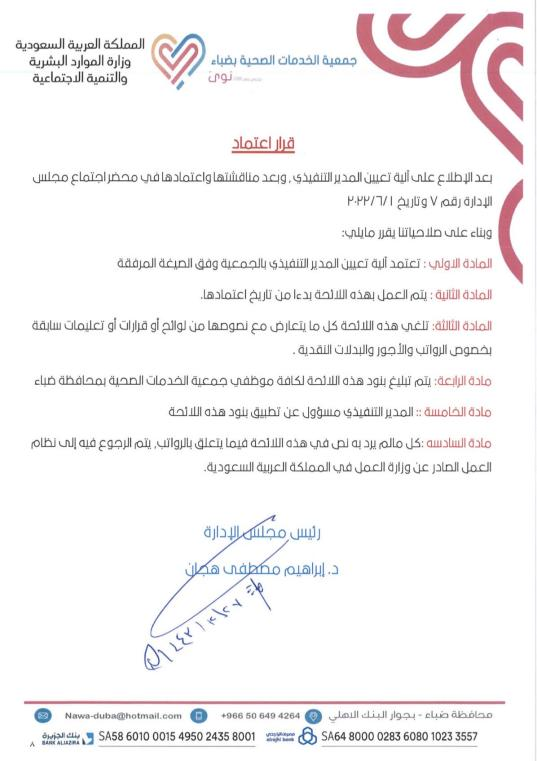 المملكة العربية السعودية
وزارة الموارد البشرية
والتنمية الاجتماعية
جمعية الخدمات الصحية بضباء
نوئ
قرار اعتماد
بعد الإطلاع على آلية تعيين المدير التنفيذي , وبعد مناقشتها واعتمادها في محضر اجتماع مجلس
الإدارة رقم ٧ وتاريخ ٢٠٢٢/٦/١
وبناء على صلاحياتنا يقرر مايلي:
المادة الاولي : تعتمد آلية تعيين المدير التنفيذي بالجمعية وفق الصيغة المرفقة
المادة الثانية : يتم العمل بهذه اللائحة بدءا من تاريخ اعتمادها.
المادة الثالثة: تلغي هذه اللائحة كل ما يتعارض مع نصوصها من لوائح أو قرارات أو تعليمات سابقة
بخصوص الرواتب والأجور والبدلات النقدية .
مادة الرابعة: يتم تبليغ بنود هذه اللائحة لكافة موظفي جمعية الخدمات الصحية بمحافظة ضباء
مادة الخامسة :: المدير التنفيذي مسؤول عن تطبيق بنود هذه اللائحة
مادة السادسه :كل مالم يرد به نص في هذه اللائحة فيما يتعلق بالرواتب, يتم الرجوع فيه إلى نظام
العمل الصادر عن وزارة العمل في المملكة العربية السعودية.
رئيس مجلس الإدارة
د. إبراهيم مصطفى هجان
محافظة ضباء - بجوار البنك الاهلي +966 50 649 4264 Nawa-duba@hotmail.com
SA64 8000 0283 6080 1023 3557 مصرف الراجحي alrajhi bank SA58 6010 0015 4950 2435 8001 بنك الجزيرة BANK ALJAZIRA
٨